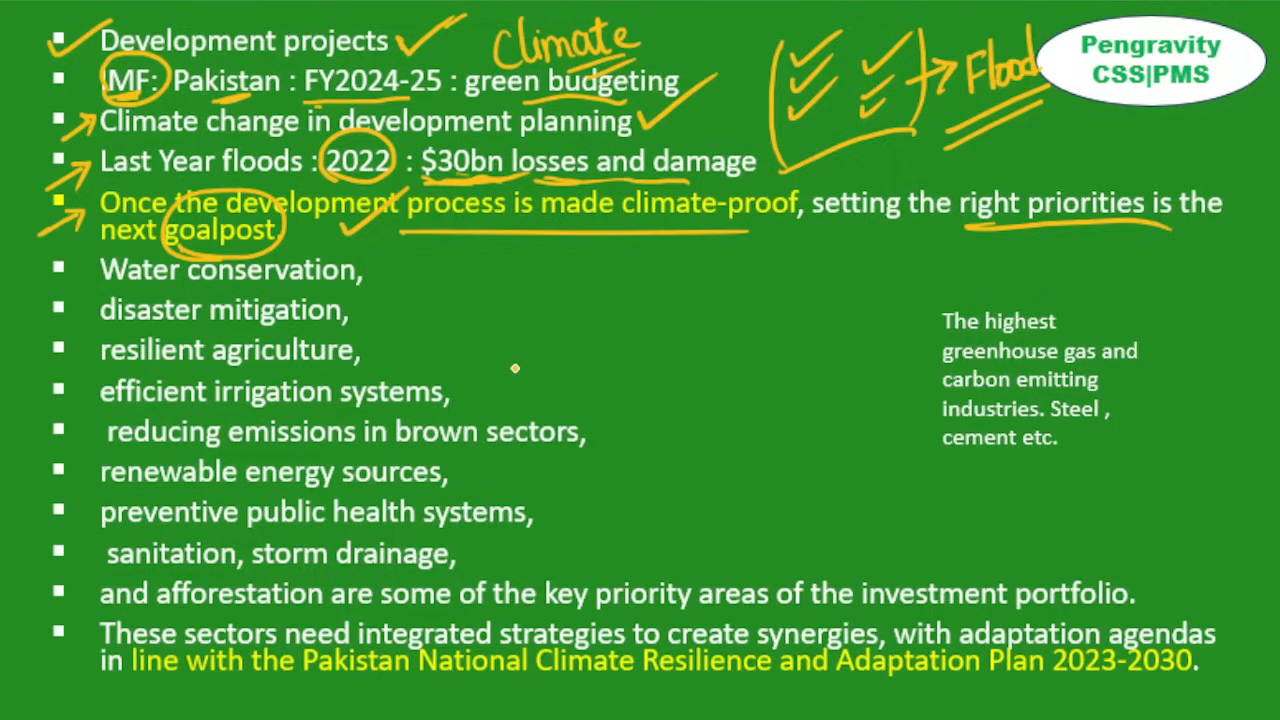 Development projects
Climate
IMF: Pakistan : FY2024-25 : green budgeting
Flood
Pengravity
CSS|PMS
Climate change in development planning
Last Year floods : 2022 : $30bn losses and damage
Once the development process is made climate-proof, setting the right priorities is the
next goalpost
Water conservation,
disaster mitigation,
resilient agriculture,
efficient irrigation systems,
reducing emissions in brown sectors,
renewable energy sources,
preventive public health systems,
sanitation, storm drainage,
and afforestation are some of the key priority areas of the investment portfolio.
These sectors need integrated strategies to create synergies, with adaptation agendas
in line with the Pakistan National Climate Resilience and Adaptation Plan 2023-2030.
The highest
greenhouse gas and
carbon emitting
industries. Steel ,
cement etc.